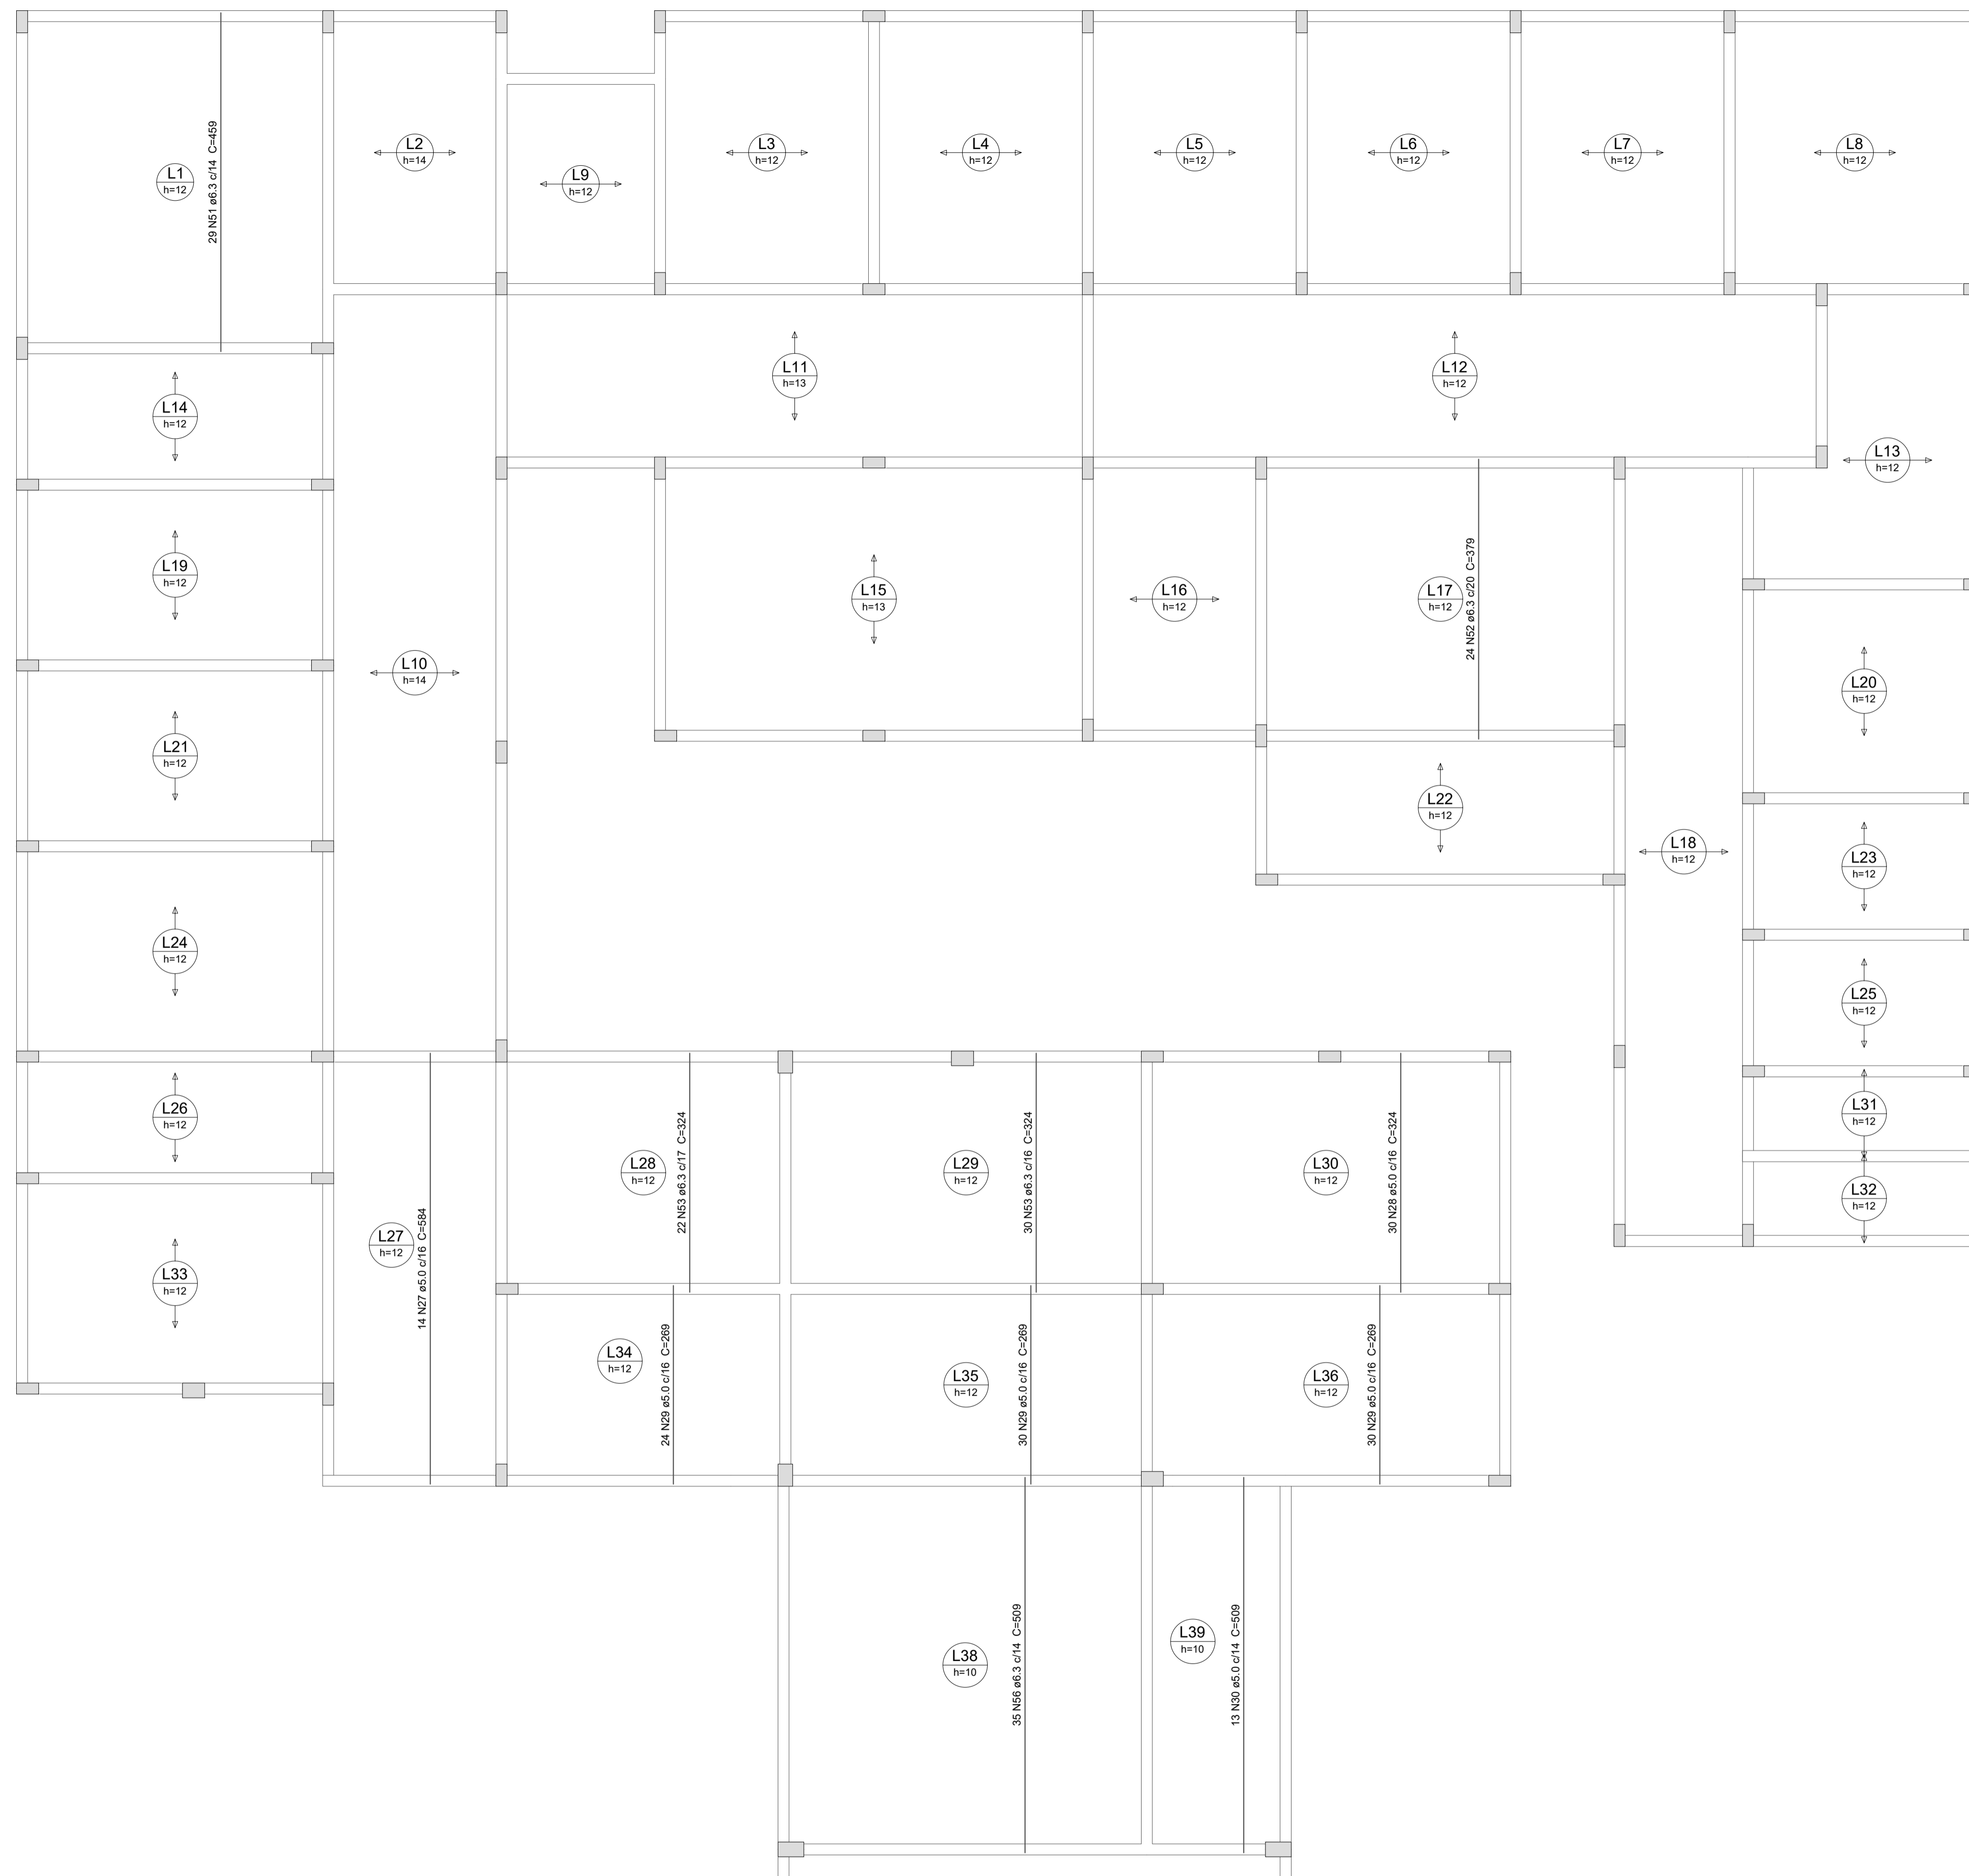 L1
h=12
29 N51 ø6.3 c/14 C=459
L2
h=14
L9
h=12
L3
h=12
L4
h=12
L5
h=12
L6
h=12
L7
h=12
L8
h=12
L14
h=12
L11
h=13
L12
h=12
L13
h=12
L19
h=12
L10
h=14
L15
h=13
L16
h=12
L17
h=12
24 N52 ø6.3 c/20 C=379
L20
h=12
L21
h=12
L22
h=12
L18
h=12
L23
h=12
L24
h=12
L25
h=12
L26
h=12
L31
h=12
L32
h=12
L27
h=12
14 N27 ø5.0 c/16 C=584
L28
h=12
22 N53 ø6.3 c/17 C=324
L29
h=12
30 N53 ø6.3 c/16 C=324
L30
h=12
30 N28 ø5.0 c/16 C=324
L33
h=12
L34
h=12
24 N29 ø5.0 c/16 C=269
L35
h=12
30 N29 ø5.0 c/16 C=269
L36
h=12
30 N29 ø5.0 c/16 C=269
L38
h=10
35 N56 ø6.3 c/14 C=509
L39
h=10
13 N30 ø5.0 c/14 C=509